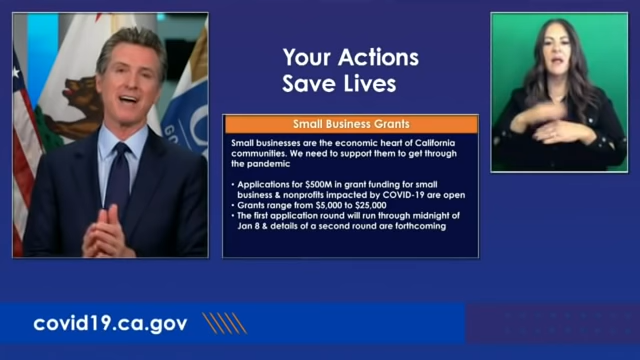 Your Actions
Save Lives
Small Business Grants
Small businesses are the economic heart of California
communities. We need to support them to get through
the pandemic
• Applications for $500M in grant funding for small
business & nonprofits impacted by COVID-19 are open
• Grants range from $5,000 to $25,000
• The first application round will run through midnight of
Jan 8 & details of a second round are forthcoming
covid19.ca.gov